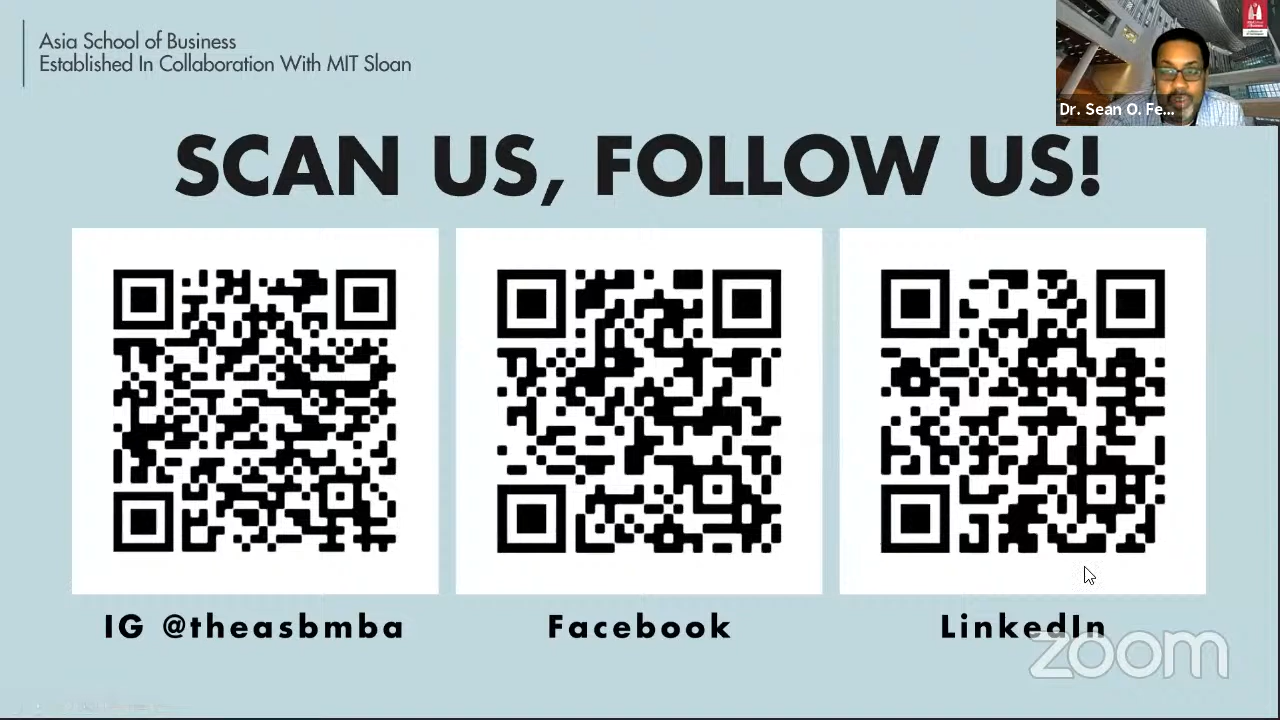 Asia School of Business
Established In Collaboration With MIT Sloan
Dr. Sean O. Fe...
SCAN US, FOLLOW US!
IG @theasbmba
Facebook
LinkedIn
zoom